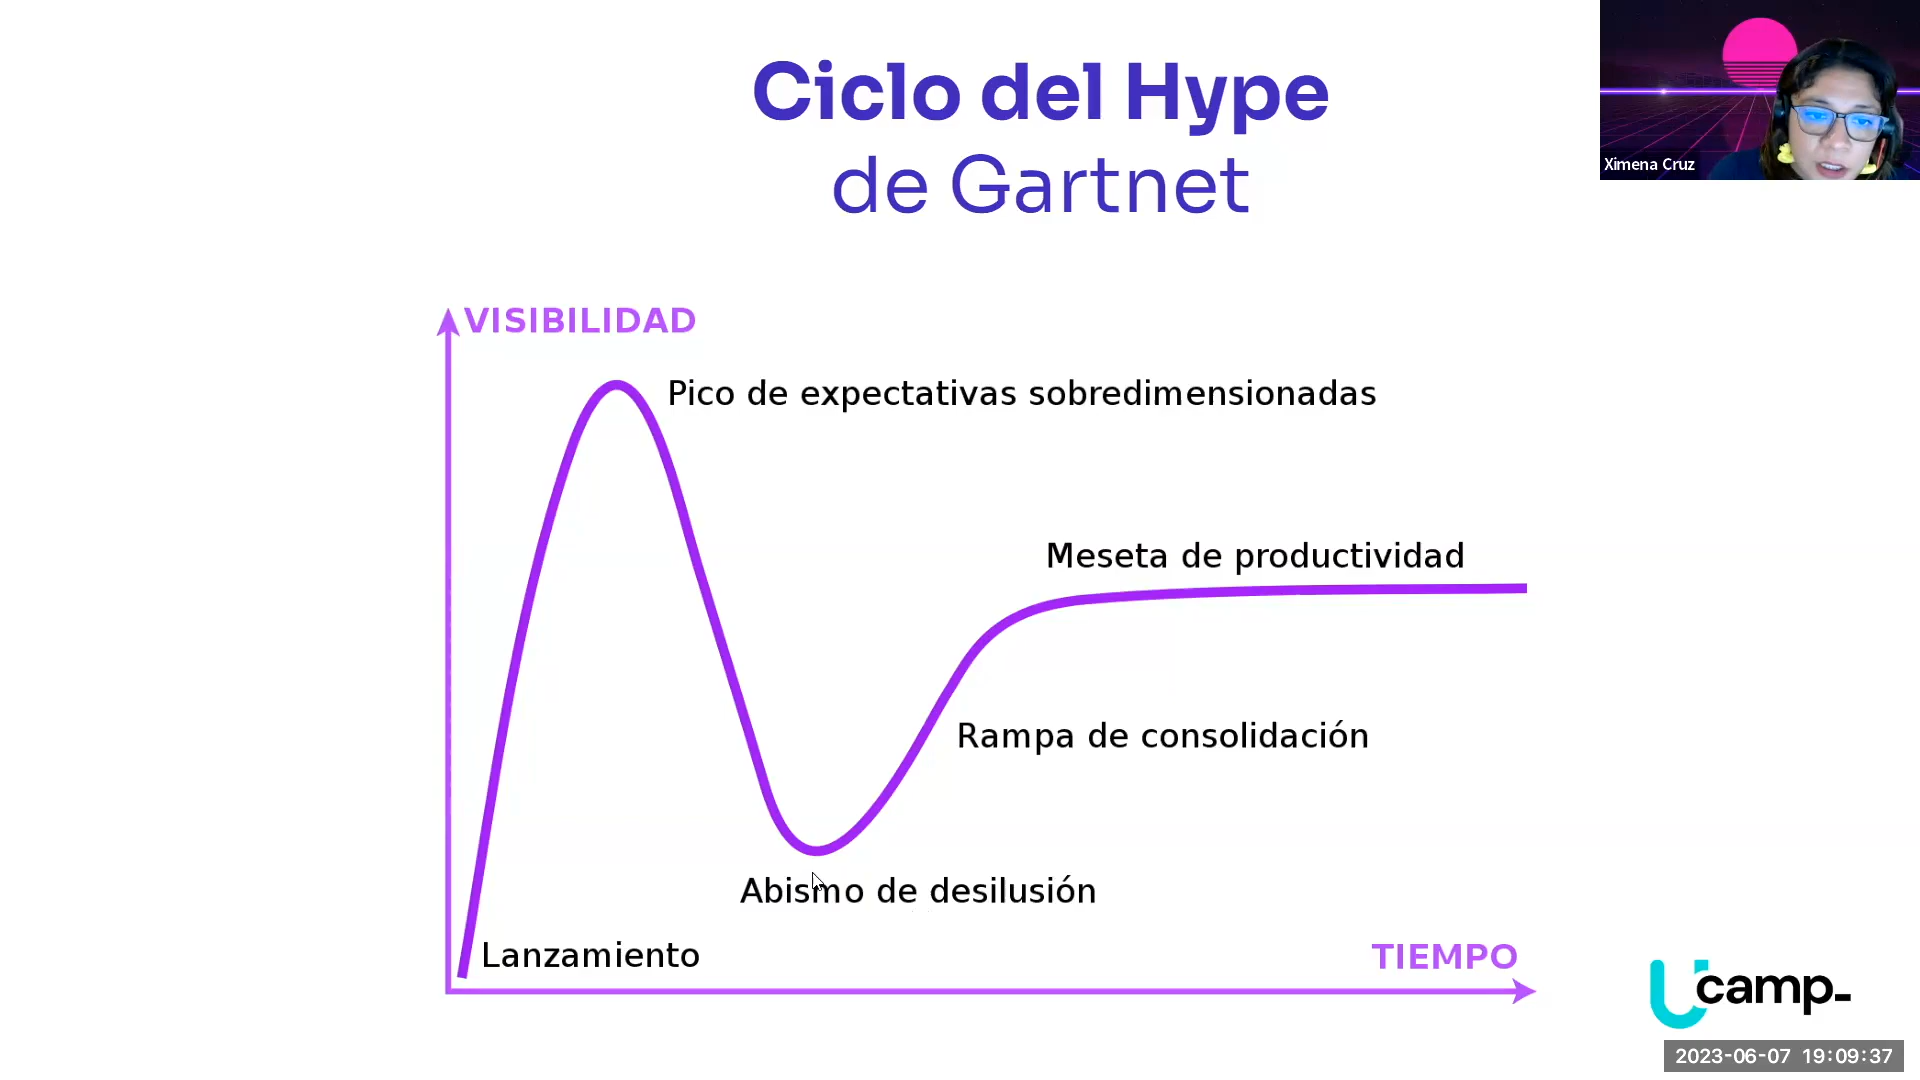 Ciclo del Hype
de Gartnet
Ximena Cruz
VISIBILIDAD
Pico de expectativas sobredimensionadas
Meseta de productividad
Rampa de consolidación
Abismo de desilusión
Lanzamiento
TIEMPO
Ucamp-
2023-06-07 19:09:37